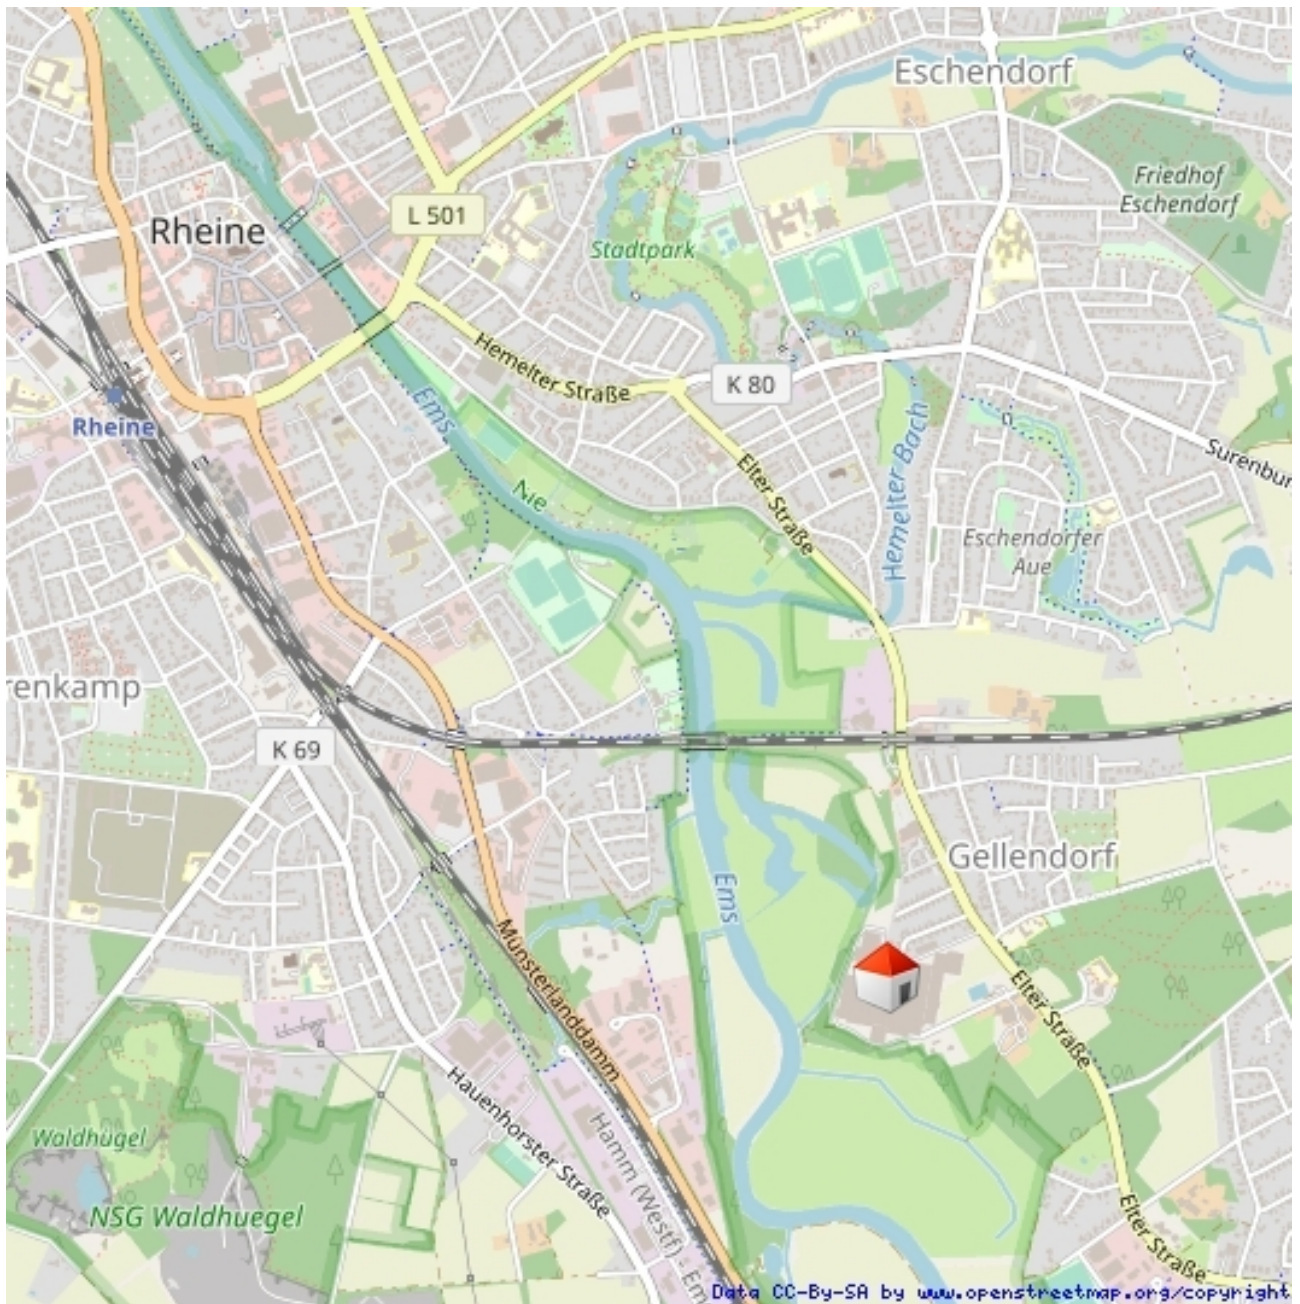 Eschendorf
Friedhof
Eschendorf
L 501
Rheine
Stadtpark
Hemelter Straße
K 80
Ems
Rheine
Hemelter Bach
Surenbur
Elter Straße
Nie
Eschendorfer
Aue
renkamp
K 69
Gellendorf
Ems
Münsterlanddamm
Elter Straße
Hauenhorster Straße
Waldhügel
Hamm (Westf) - Em
NSG Waldhuegel
Elter Straße
Data CC-By-SA by www.openstreetmap.org/copyright